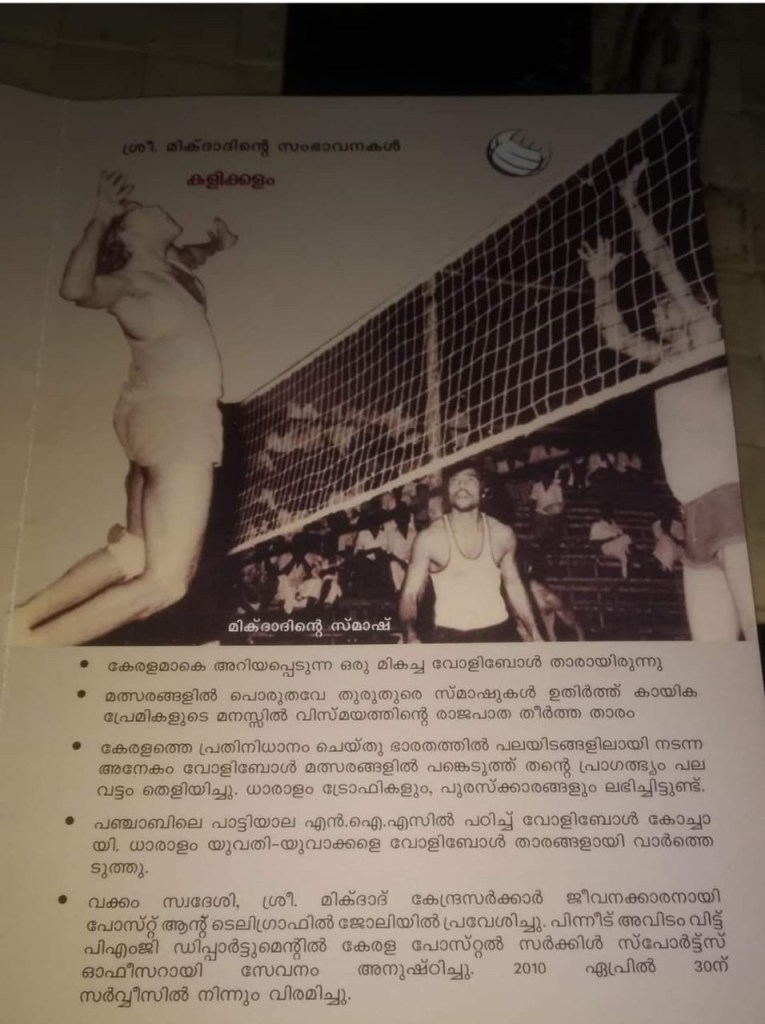 ശ്രീ. മിക്ദാദിന്റെ സംഭാവനകൾ
കളിക്കളം
മിക്ദാദിന്റെ സ്മാഷ്
• കേരളമാകെ അറിയപ്പെടുന്ന ഒരു മികച്ച വോളിബോൾ താരമായിരുന്നു
• മത്സരങ്ങളിൽ പൊരുതവേ തുരുതുരെ സ്മാഷുകൾ ഉതിർത്ത് കായിക
പ്രേമികളുടെ മനസ്സിൽ വിസ്മയത്തിന്റെ രാജപാത തീർത്ത താരം
• കേരളത്തെ പ്രതിനിധാനം ചെയ്തു ഭാരതത്തിൽ പലയിടങ്ങളിലായി നടന്ന
അനേകം വോളിബോൾ മത്സരങ്ങളിൽ പങ്കെടുത്ത് തന്റെ പ്രാഗത്ഭ്യം പല
വട്ടം തെളിയിച്ചു. ധാരാളം ട്രോഫികളും, പുരസ്ക്കാരങ്ങളും ലഭിച്ചിട്ടുണ്ട്.
• പഞ്ചാബിലെ പാട്ടിയാല എൻ.ഐ.എസിൽ പഠിച്ച് വോളിബോൾ കോച്ചാ
യി. ധാരാളം യുവതി-യുവാക്കളെ വോളിബോൾ താരങ്ങളായി വാർത്തെ
ടുത്തു.
• വക്കം സ്വദേശി, ശ്രീ. മിക്ദാദ് കേന്ദ്രസർക്കാർ ജീവനക്കാരനായി
പോസ്റ്റ് ആന്റ് ടെലിഗ്രാഫിൽ ജോലിയിൽ പ്രവേശിച്ചു. പിന്നീട് അവിടം വിട്ട്
പിഎംജി ഡിപ്പാർട്ടുമെന്റിൽ കേരള പോസ്റ്റൽ സർക്കിൾ സ്പോർട്ട്സ്
ഓഫീസറായി സേവനം അനുഷ്ഠിച്ചു. 2010 ഏപ്രിൽ 30ന്
സർവ്വീസിൽ നിന്നും വിരമിച്ചു.